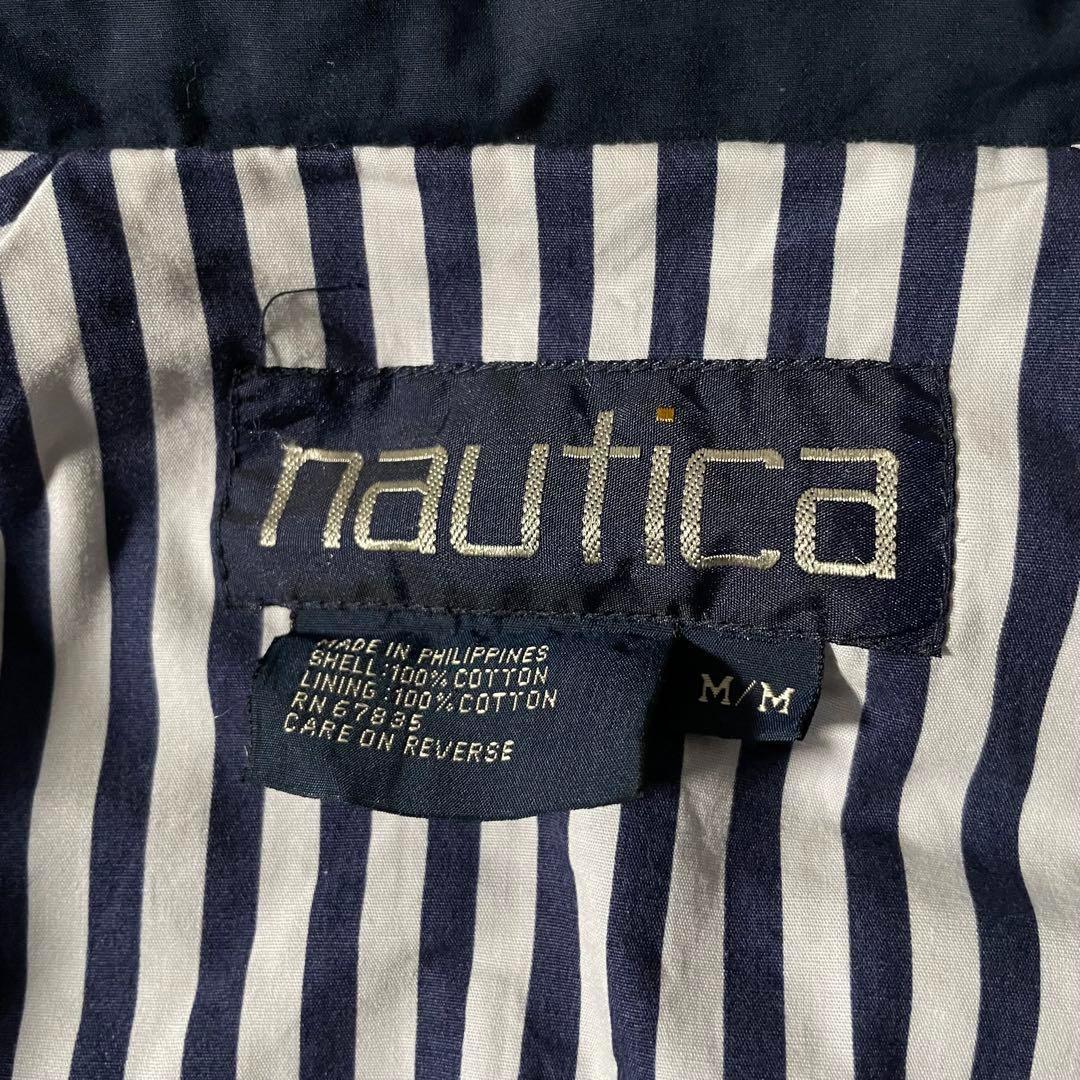 nautica
MADE IN PHILIPPINES
SHELL:100% COTTON
LINING:100%COTTON
RN 67835
CARE ON REVERSE
M/M